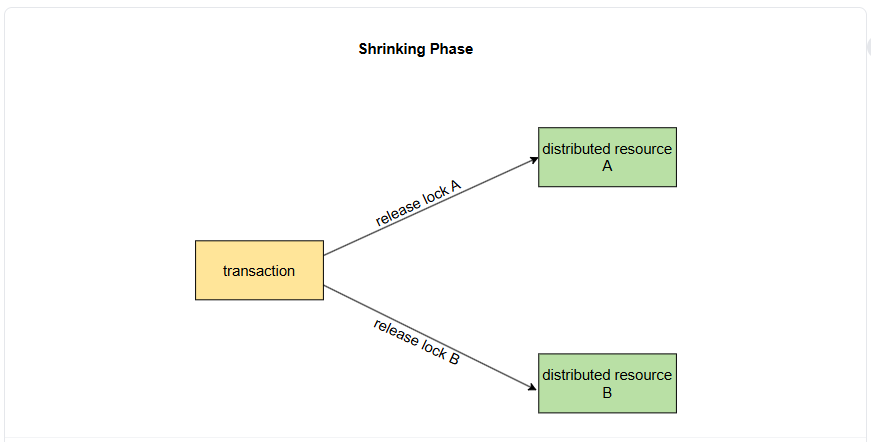 Shrinking Phase
distributed resource
A
release lock A
transaction
release lock B
distributed resource
B